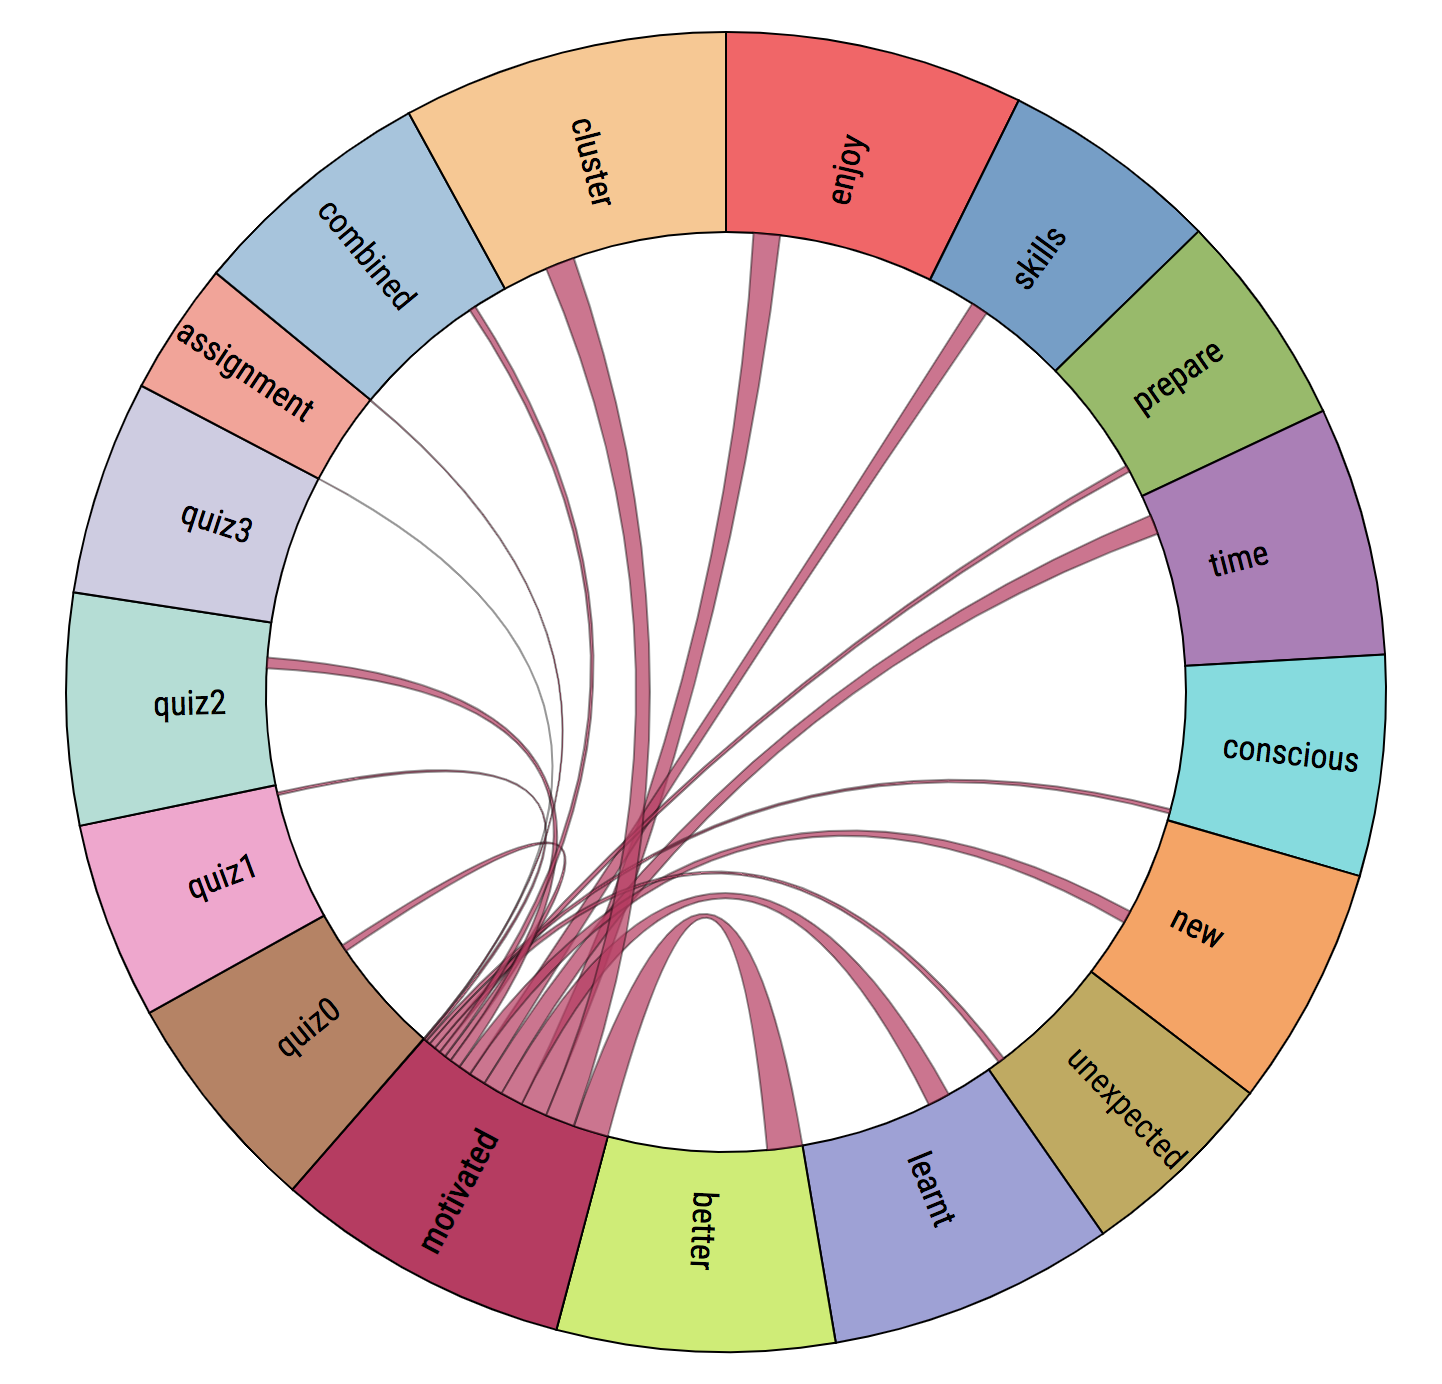 enjoy
skills
prepare
time
conscious
new
unexpected
learnt
better
motivated
quiz0
quiz1
quiz2
quiz3
assignment
combined
cluster